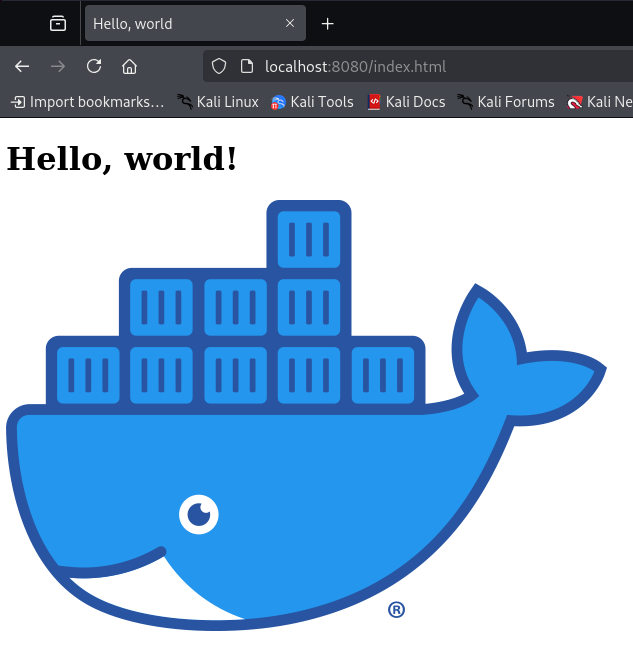 Hello, world
localhost:8080/index.html
Import bookmarks... Kali Linux Kali Tools Kali Docs Kali Forums Kali Ne
Hello, world!
®